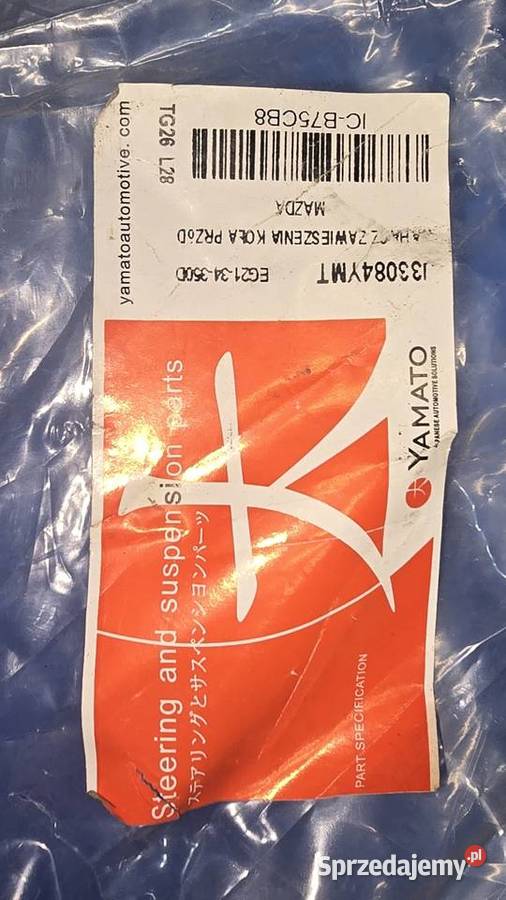 IC-B75CB8
MAZDA
ZAWIESZENIA KOŁA PRZÓD
J33084YMT EG21-34-350D
TG26 L28
yamatoautomotive.com
YAMATO
JAPANESE AUTOMOTIVE SOLUTIONS
Steering and suspension parts
ステアリングとサスペンションパーツ
PART SPECIFICATION
Sprzedajemy.pl